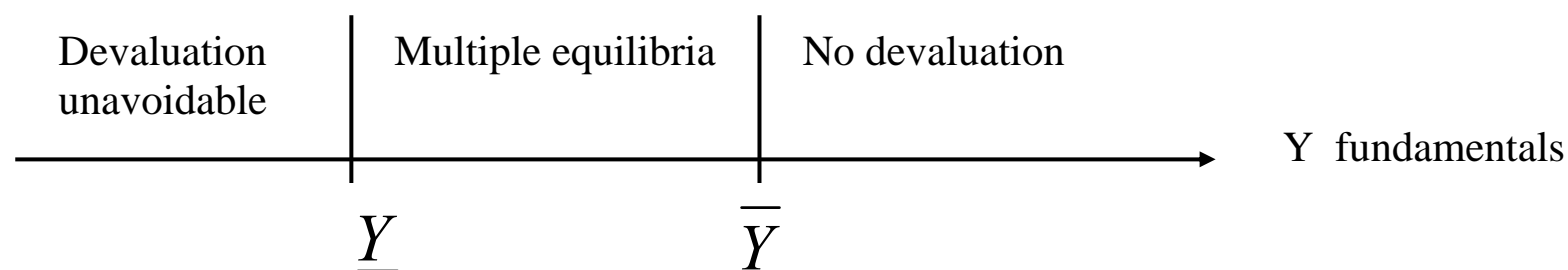 Devaluation unavoidable
Multiple equilibria
No devaluation
Y fundamentals
Y̲
Y̅